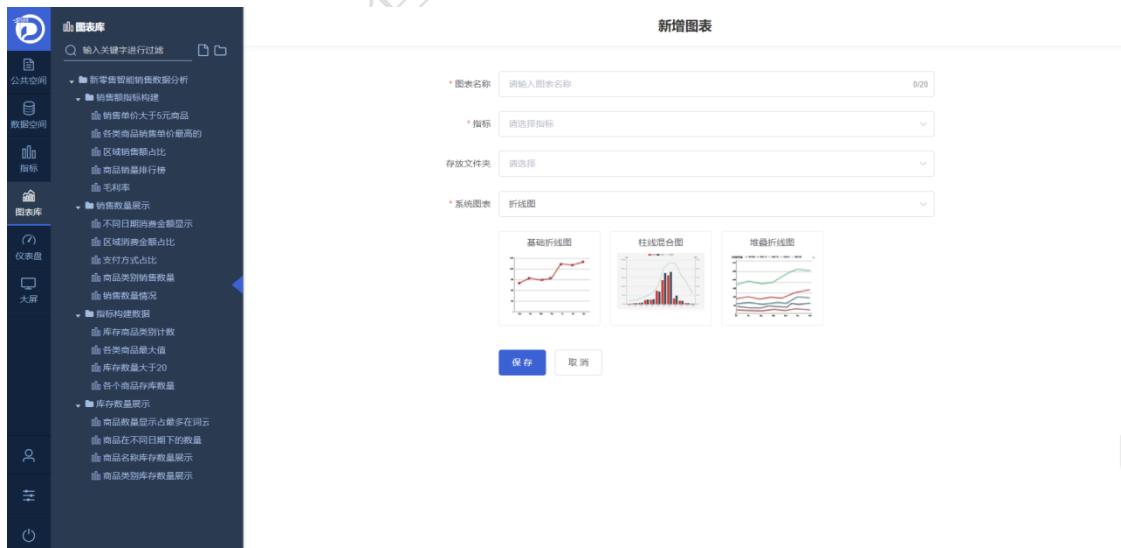 图表库
新增图表
输入关键字进行过滤
公共空间
数据空间
指标
图表库
仪表盘
大屏
新零售智能销售数据分析
销售额指标构建
销售单价大于5元商品
各类商品销售单价最高的
区域销售额占比
商品销量排行榜
毛利率
销售数量展示
不同日期消费金额显示
区域消费金额占比
支付方式占比
商品类别销售数量
销售数量情况
指标构建数据
库存商品类别计数
各类商品最大值
库存数量大于20
各个商品存库数量
库存数量展示
商品数量显示占最多在词云
商品在不同日期下的数量
商品名称库存数量展示
商品类别库存数量展示
* 图表名称 请输入图表名称 0/20
* 指标 请选择指标
存放文件夹 请选择
* 系统图表 折线图
基础折线图 柱线混合图 堆叠折线图
保存 取消